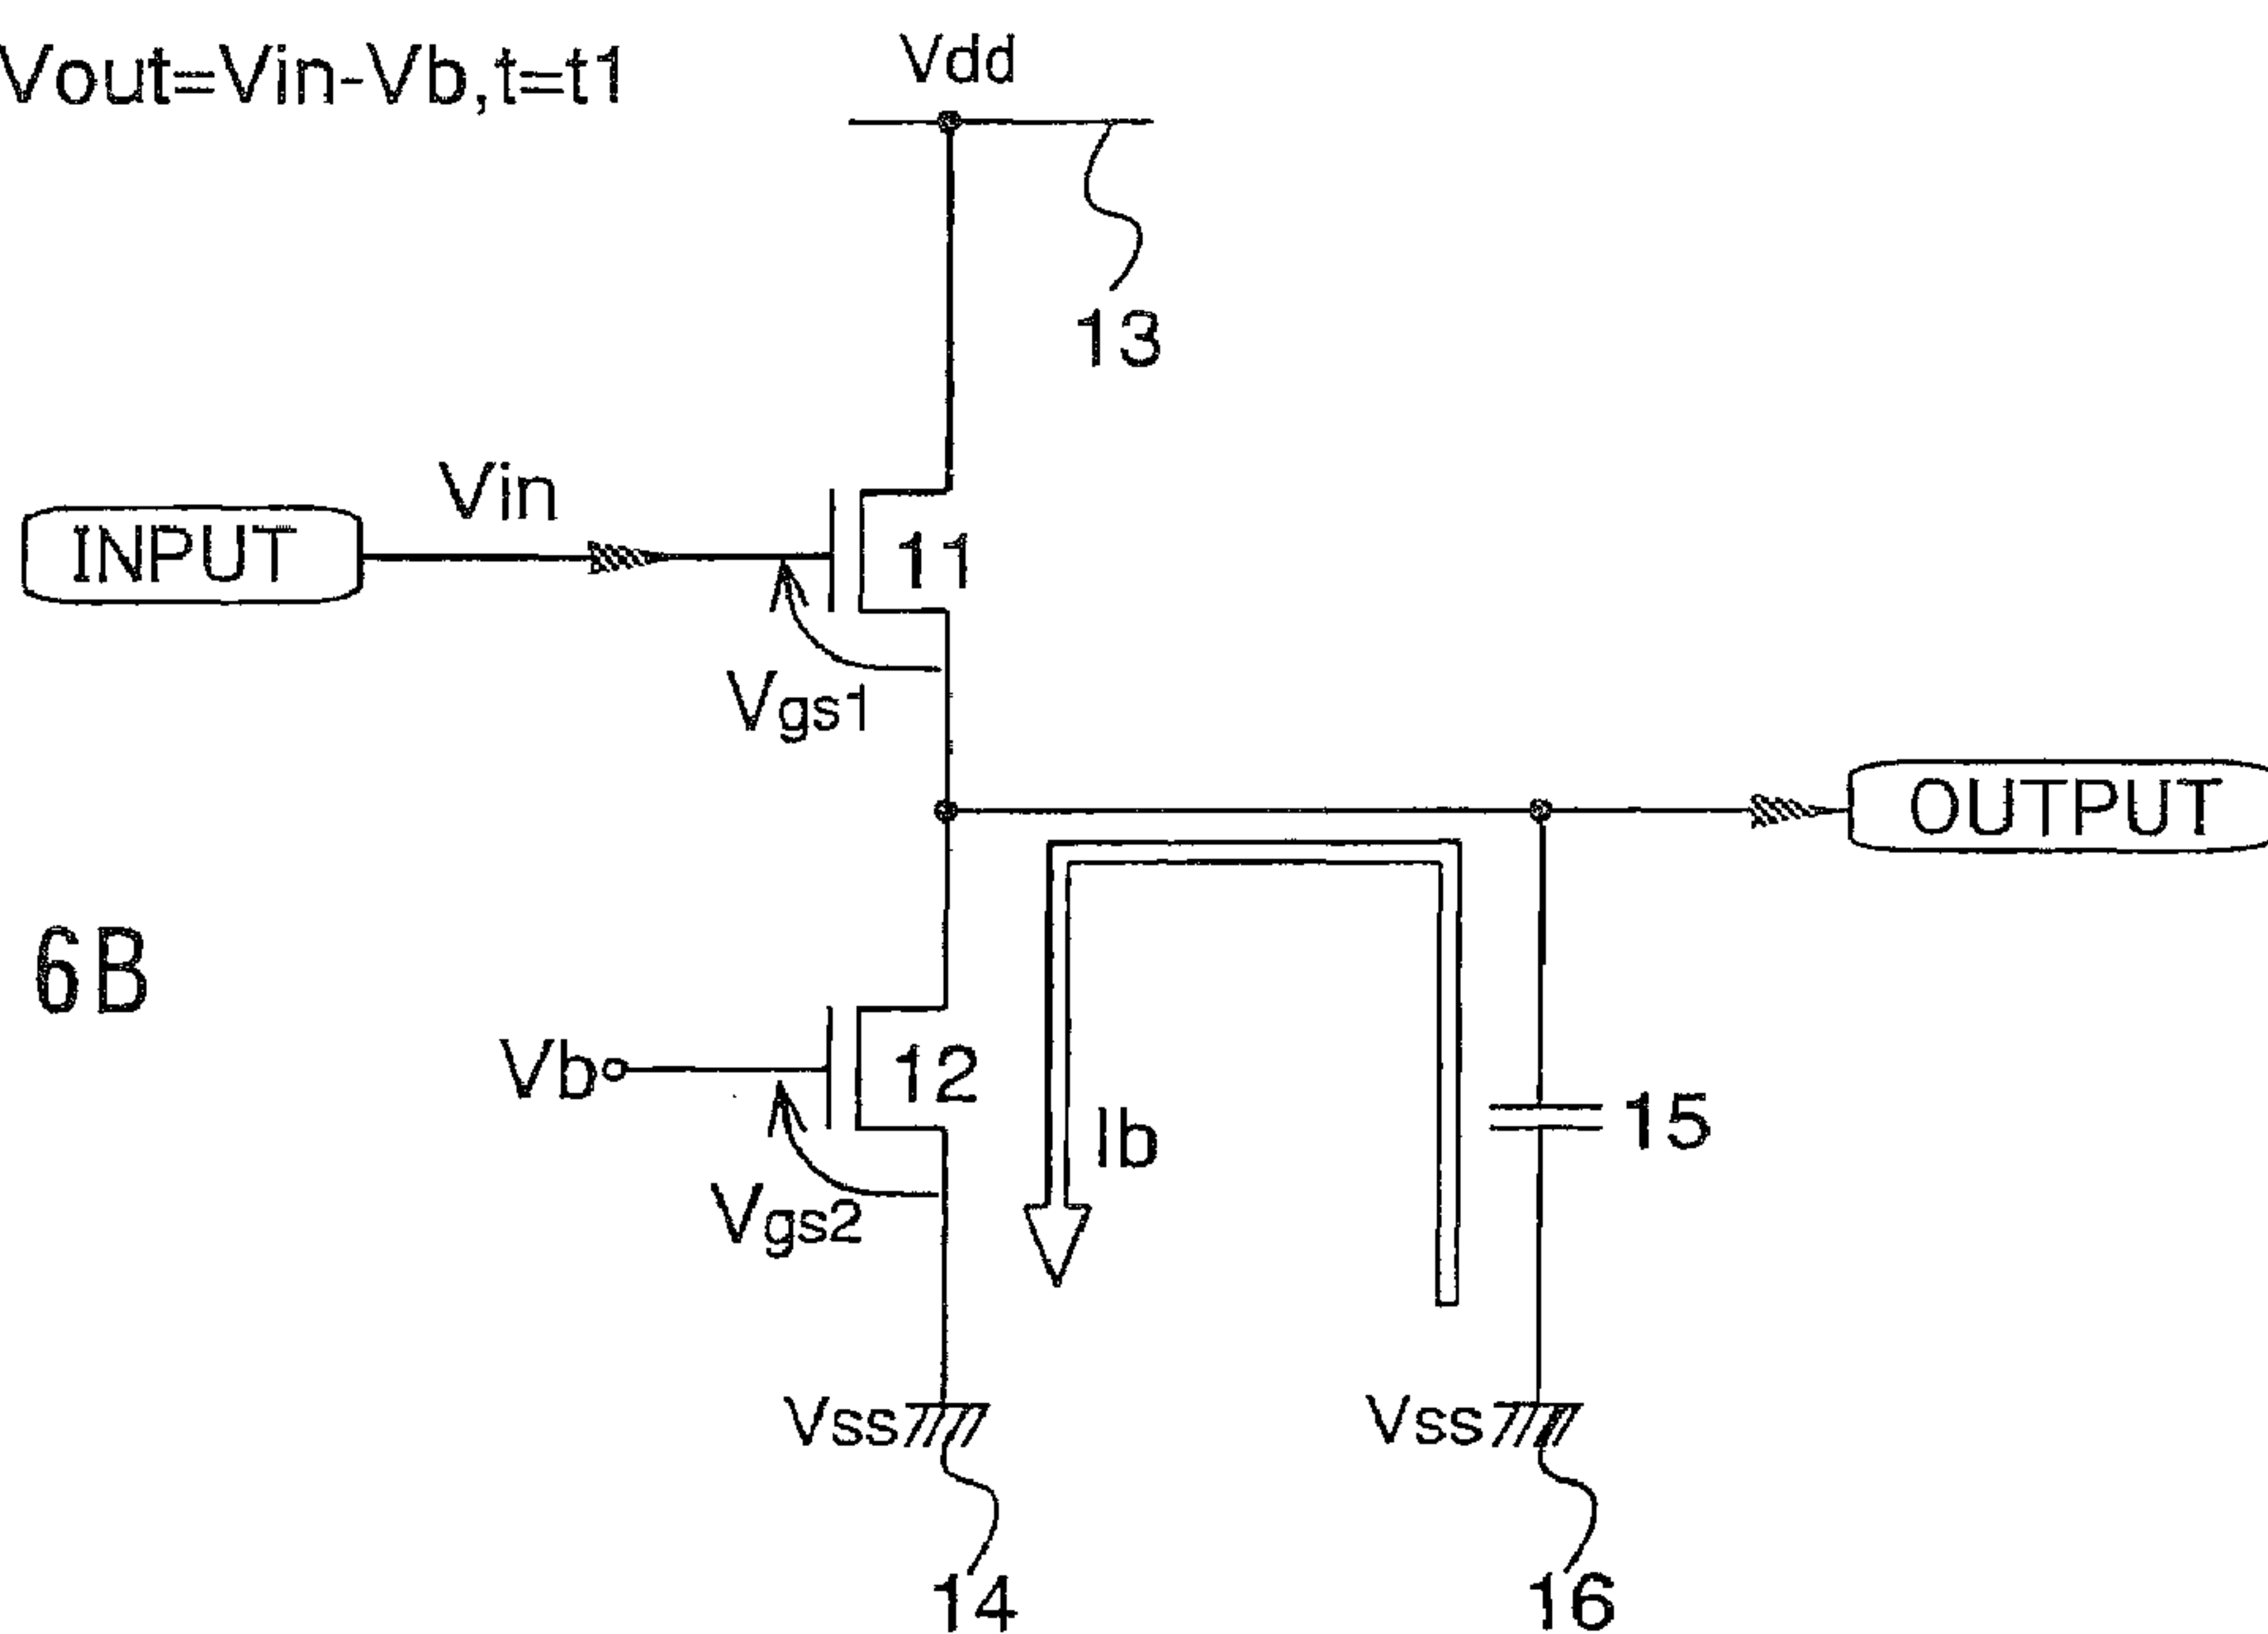 Vout=Vin-Vb,t=t1
Vdd
13
Vin
INPUT
11
Vgs1
OUTPUT
6B
Vb
12
15
Ib
Vgs2
Vss
Vss
14
16